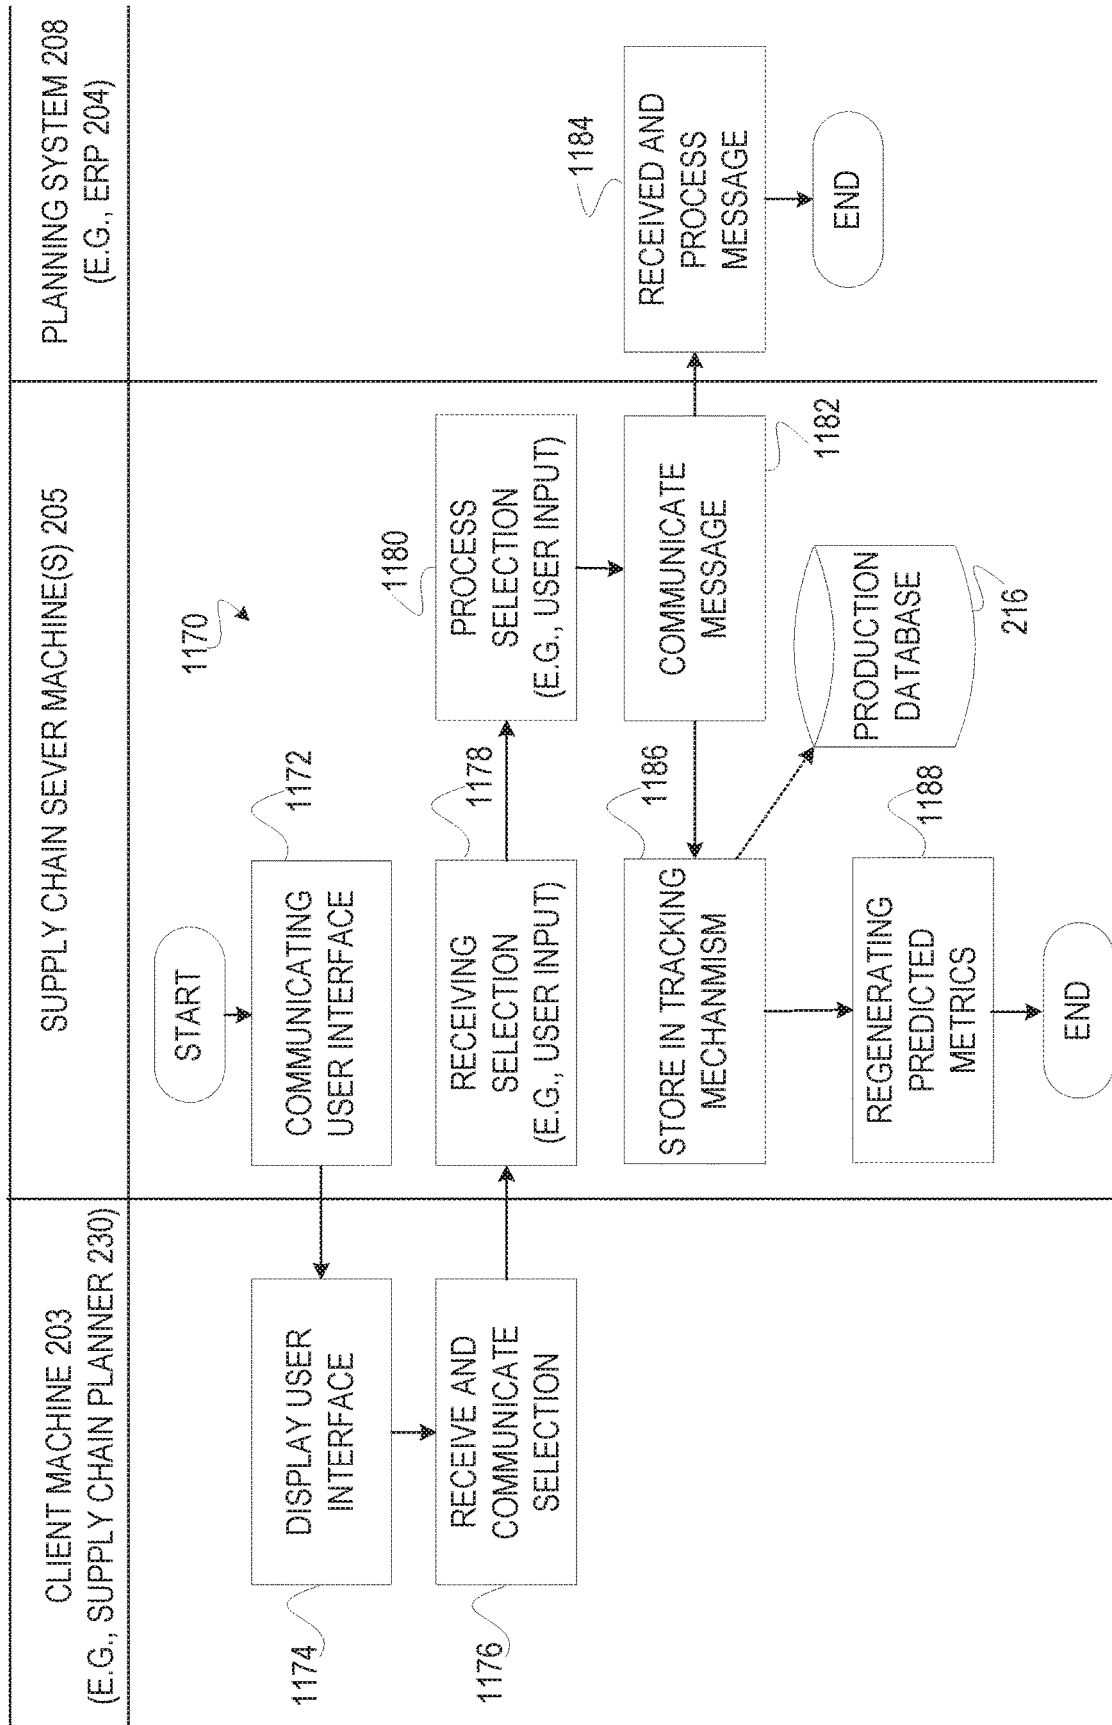 CLIENT MACHINE 203
(E.G., SUPPLY CHAIN PLANNER 230)
SUPPLY CHAIN SEVER MACHINE(S) 205
PLANNING SYSTEM 208
(E.G., ERP 204)
1170
START
1172
COMMUNICATING
USER INTERFACE
1174
DISPLAY USER
INTERFACE
1176
RECEIVE AND
COMMUNICATE
SELECTION
1178
RECEIVING
SELECTION
(E.G., USER INPUT)
1180
PROCESS
SELECTION
(E.G., USER INPUT)
COMMUNICATE
MESSAGE
1182
1184
RECEIVED AND
PROCESS
MESSAGE
END
1186
STORE IN TRACKING
MECHANMISM
PRODUCTION
DATABASE
216
1188
REGENERATING
PREDICTED
METRICS
END